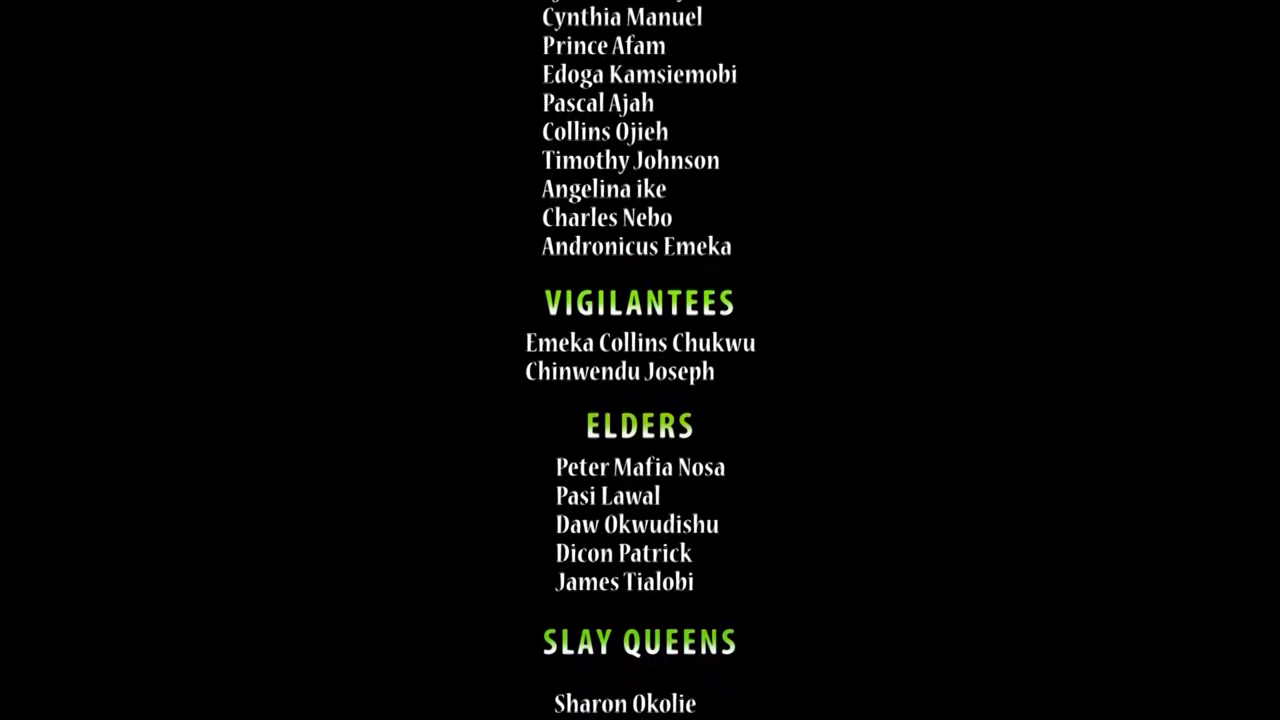 Cynthia Manuel
Prince Afam
Edoga Kamsiemobi
Pascal Ajah
Collins Ojieh
Timothy Johnson
Angelina ike
Charles Nebo
Andronicus Emeka
VIGILANTEES
Emeka Collins Chukwu
Chinwendu Joseph
ELDERS
Peter Mafia Nosa
Pasi Lawal
Daw Okwudishu
Dicon Patrick
James Tialobi
SLAY QUEENS
Sharon Okolie